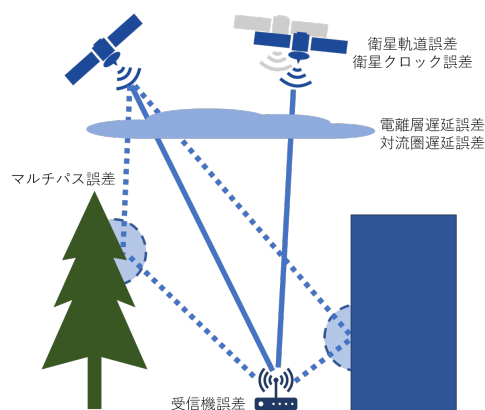 衛星軌道誤差
衛星クロック誤差
電離層遅延誤差
対流圏遅延誤差
マルチパス誤差
受信機誤差